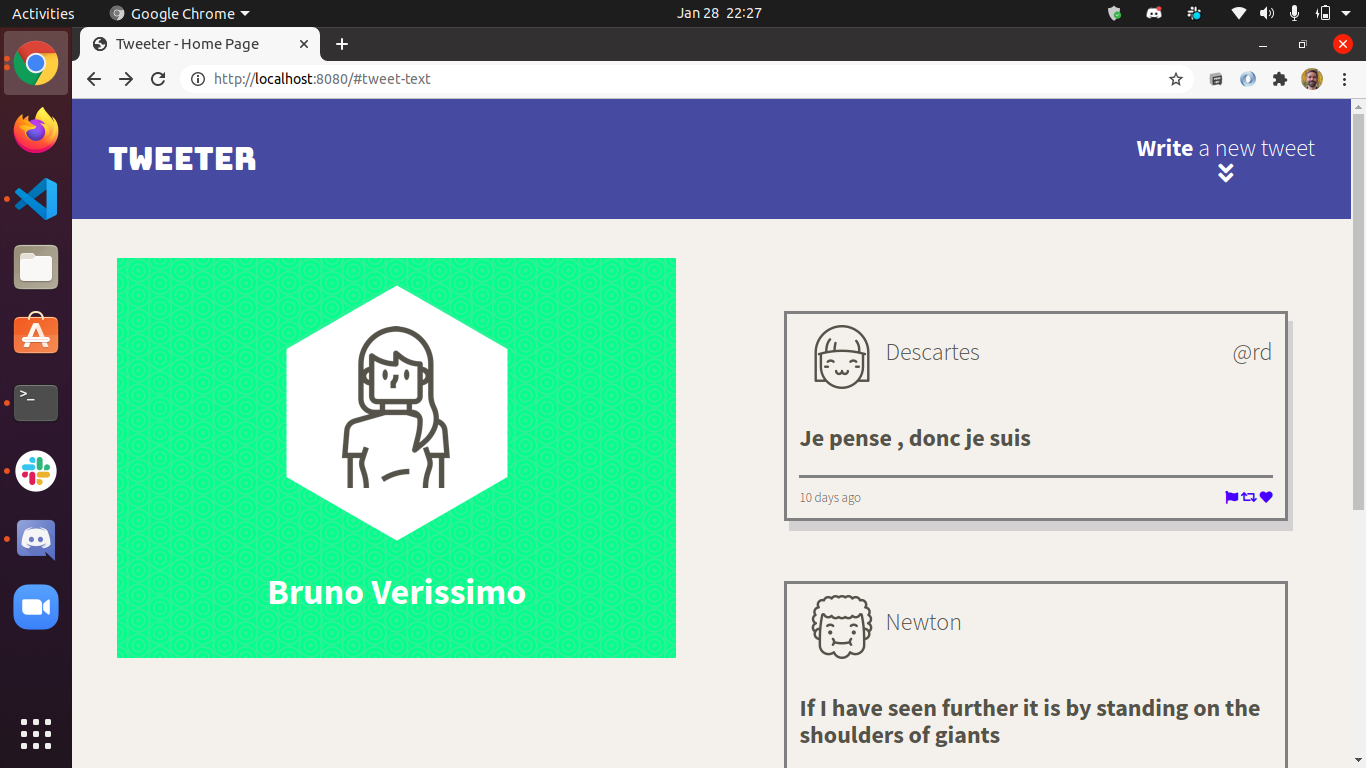 Activities
Google Chrome
Jan 28 22:27
Tweeter - Home Page
http://localhost:8080/#tweet-text
TWEETER
Write a new tweet
Bruno Verissimo
Descartes
@rd
Je pense , donc je suis
10 days ago
Newton
If I have seen further it is by standing on the
shoulders of giants
>_